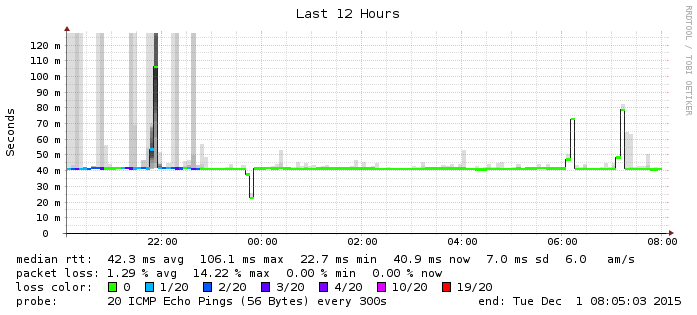 Last 12 Hours
RRDTOOL / TOBI OETIKER
Seconds
120 m
110 m
100 m
90 m
80 m
70 m
60 m
50 m
40 m
30 m
20 m
10 m
0
22:00 00:00 02:00 04:00 06:00 08:00
median rtt: 42.3 ms avg 106.1 ms max 22.7 ms min 40.9 ms now 7.0 ms sd 6.0 am/s
packet loss: 1.29 % avg 14.22 % max 0.00 % min 0.00 % now
loss color: 0 1/20 2/20 3/20 4/20 10/20 19/20
probe: 20 ICMP Echo Pings (56 Bytes) every 300s end: Tue Dec 1 08:05:03 2015